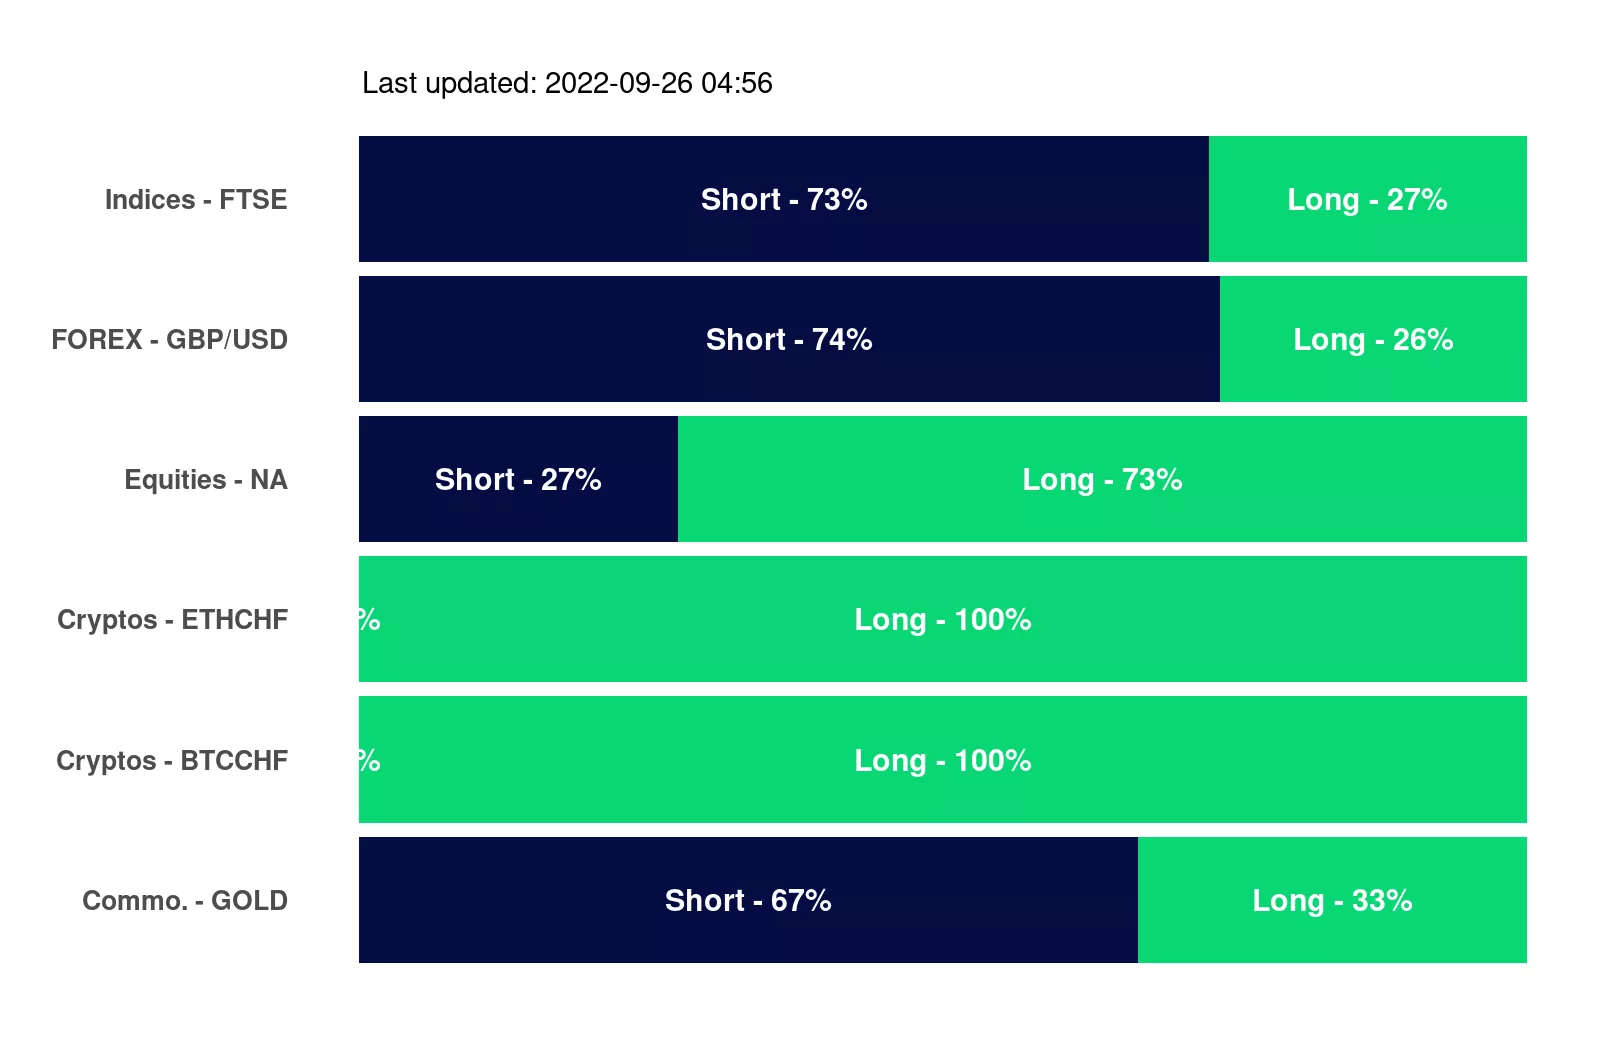 Last updated: 2022-09-26 04:56
Indices - FTSE Short - 73% Long - 27%
FOREX - GBP/USD Short - 74% Long - 26%
Equities - NA Short - 27% Long - 73%
Cryptos - ETHCHF % Long - 100%
Cryptos - BTCCHF % Long - 100%
Commo. - GOLD Short - 67% Long - 33%